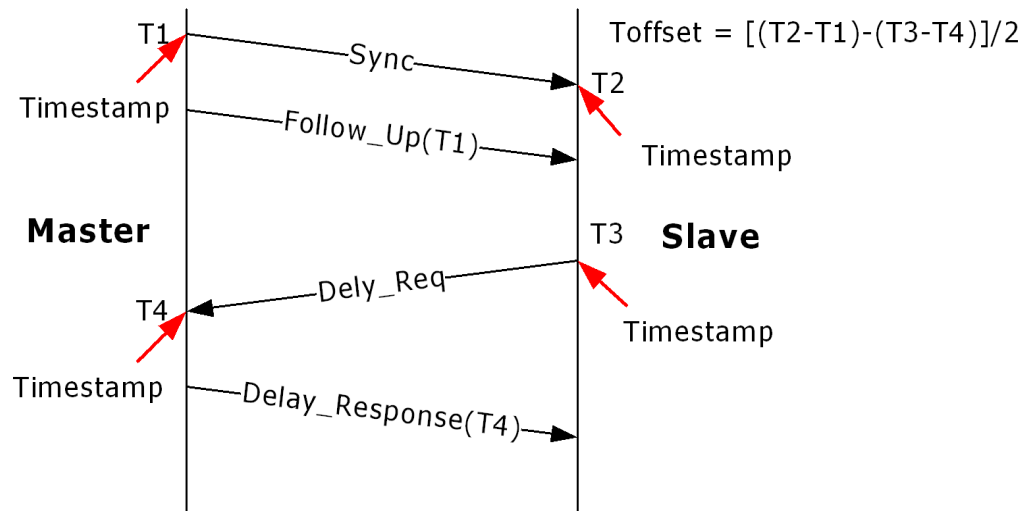 T1
Sync
Toffset = [(T2-T1)-(T3-T4)]/2
T2
Timestamp
Follow_Up(T1)
Timestamp
Master
T3
Slave
Dely_Req
T4
Timestamp
Timestamp
Delay_Response(T4)